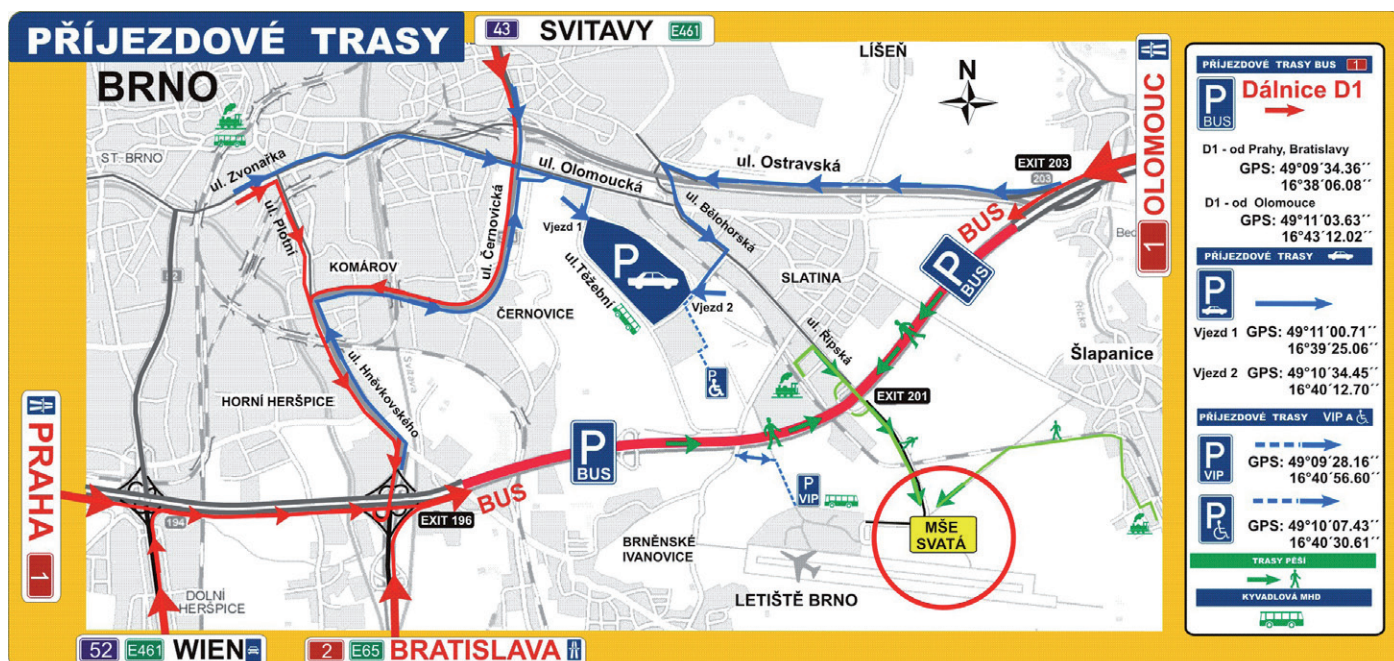 PŘÍJEZDOVÉ TRASY
43 SVITAVY E461
BRNO
LÍŠEŇ
N
1 OLOMOUC
ST. BRNO
ul. Zvonařka
ul. Plotní
ul. Olomoucká
ul. Ostravská
EXIT 203
203
ul. Černovická
ul. Bělohorská
BUS
P
BUS
Vjezd 1
P
ul.Těžební
KOMÁROV
SLATINA
ČERNOVICE
Vjezd 2
Říčka
Šlapanice
ul. Řípská
ul. Hněvkovského
Svitava
P
HORNÍ HERŠPICE
EXIT 201
P
BUS
BUS
P
VIP
PRAHA 1
194
EXIT 196
MŠE
SVATÁ
BRNĚNSKÉ
IVANOVICE
DOLNÍ
HERŠPICE
LETIŠTĚ BRNO
52 E461 WIEN
2 E65 BRATISLAVA
PŘÍJEZDOVÉ TRASY BUS 1
P
BUS
Dálnice D1
D1 - od Prahy, Bratislavy
GPS: 49°09´34.36´´
16°38´06.08´´
D1 - od Olomouce
GPS: 49°11´03.63´´
16°43´12.02´´
PŘÍJEZDOVÉ TRASY
P
Vjezd 1 GPS: 49°11´00.71´´
16°39´25.06´´
Vjezd 2 GPS: 49°10´34.45´´
16°40´12.70´´
PŘÍJEZDOVÉ TRASY VIP A
P
VIP
GPS: 49°09´28.16´´
16°40´56.60´´
P
GPS: 49°10´07.43´´
16°40´30.61´´
TRASY PĚŠÍ
KYVADLOVÁ MHD